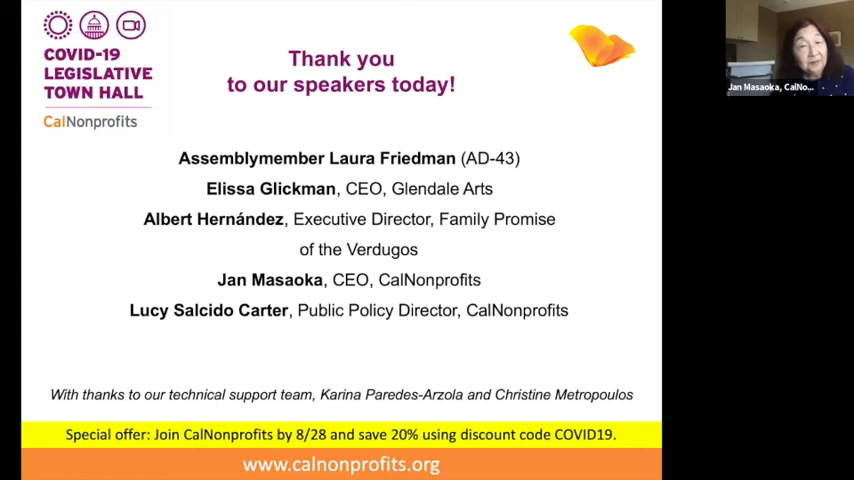 COVID-19
LEGISLATIVE
TOWN HALL
CalNonprofits
Thank you
to our speakers today!
Jan Masaoka, CalNo...
Assemblymember Laura Friedman (AD-43)
Elissa Glickman, CEO, Glendale Arts
Albert Hernández, Executive Director, Family Promise
of the Verdugos
Jan Masaoka, CEO, CalNonprofits
Lucy Salcido Carter, Public Policy Director, CalNonprofits
With thanks to our technical support team, Karina Paredes-Arzola and Christine Metropoulos
Special offer: Join CalNonprofits by 8/28 and save 20% using discount code COVID19.
www.calnonprofits.org